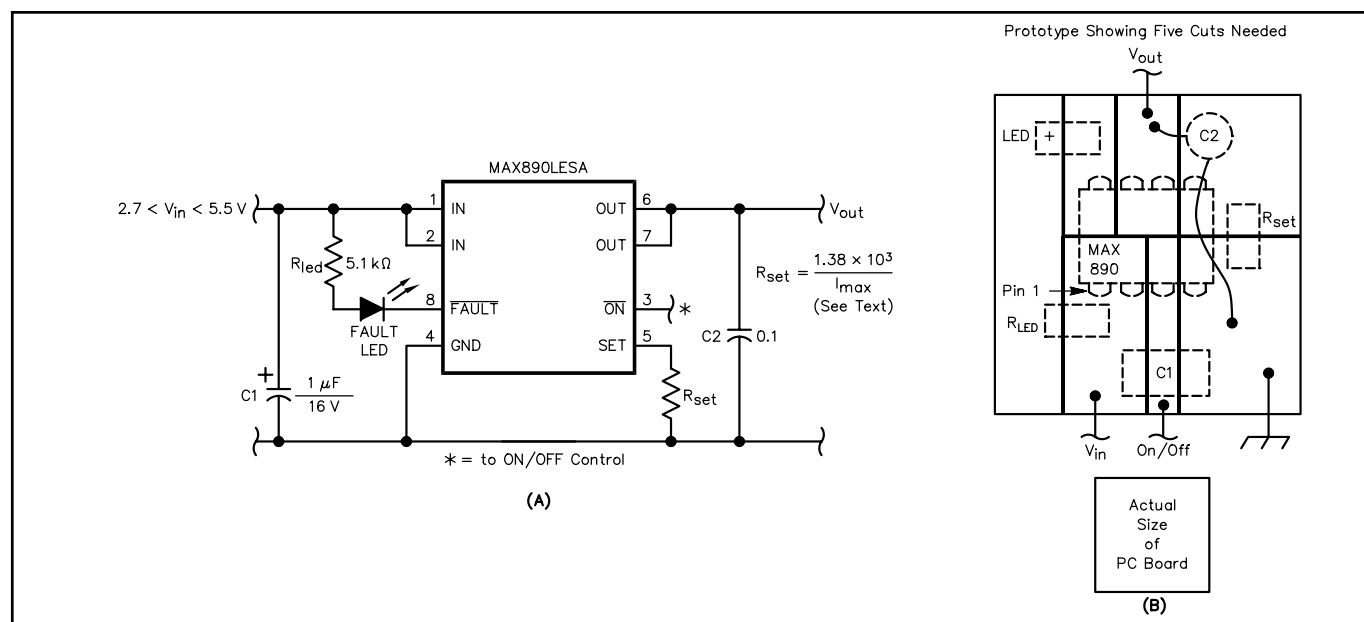 MAX890LESA
2.7 < Vin < 5.5 V
1 IN
2 IN
8 FAULT
4 GND
OUT 6
OUT 7
ON 3
SET 5
*
Rled 5.1 kΩ
FAULT
LED
+
C1 1 μF
16 V
Vout
Rset = 1.38 × 10³
Imax
(See Text)
C2 0.1
Rset
* = to ON/OFF Control
(A)
Prototype Showing Five Cuts Needed
Vout
LED +
C2
Rset
MAX
890
Pin 1
RLED
C1
Vin
On/Off
Actual
Size
of
PC Board
(B)